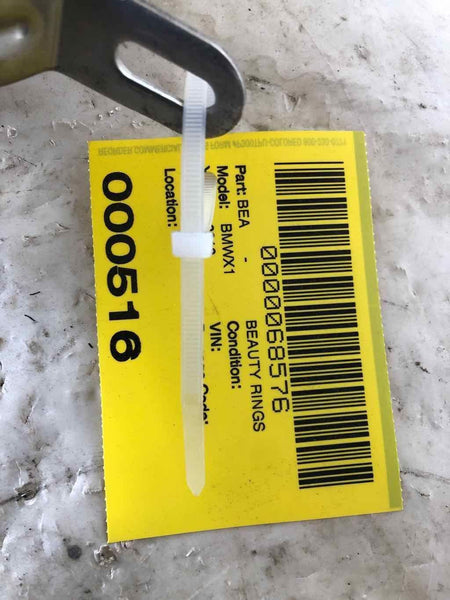 0000068576
Part: BEA - BEAUTY RINGS
Model: BMWX1 Condition:
VIN:
Location:
000516